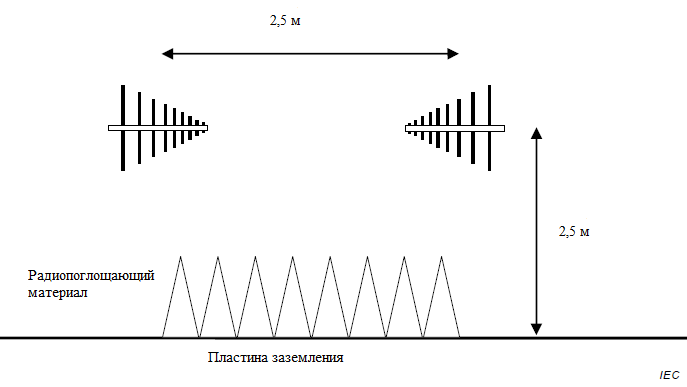 2,5 м
2,5 м
Радиопоглощающий
материал
Пластина заземления
IEC